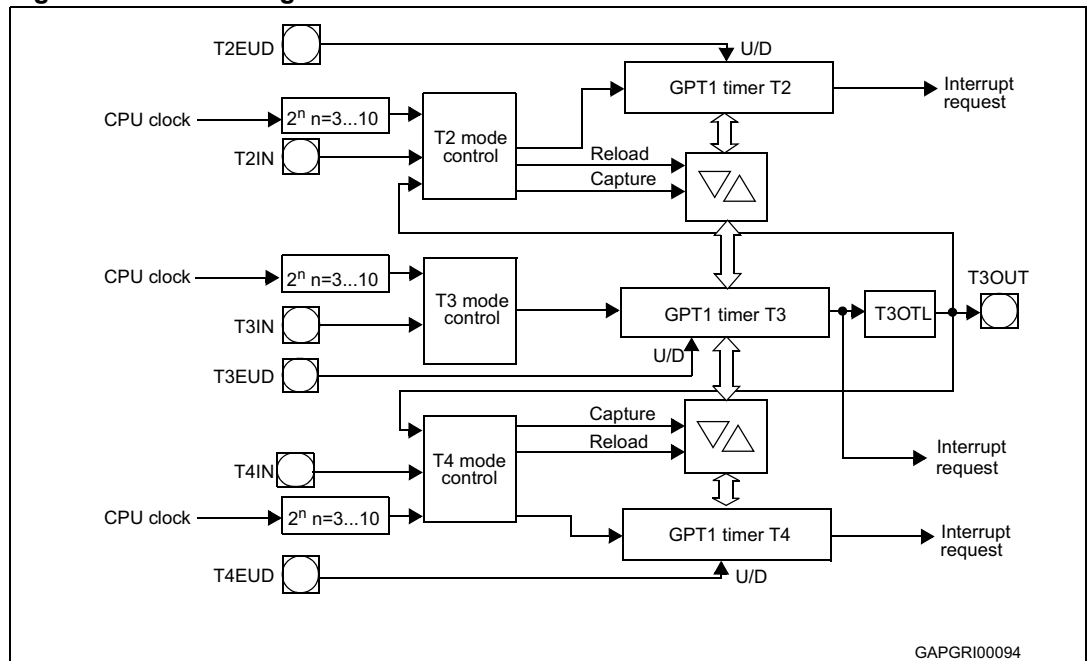 T2EUD
U/D
GPT1 timer T2
Interrupt
request
CPU clock
2ⁿ n=3...10
T2 mode
control
T2IN
Reload
Capture
CPU clock
2ⁿ n=3...10
T3 mode
control
T3IN
GPT1 timer T3
T3OTL
T3OUT
U/D
T3EUD
Capture
Reload
Interrupt
request
T4IN
T4 mode
control
CPU clock
2ⁿ n=3...10
GPT1 timer T4
Interrupt
request
T4EUD
U/D
GAPGRI00094